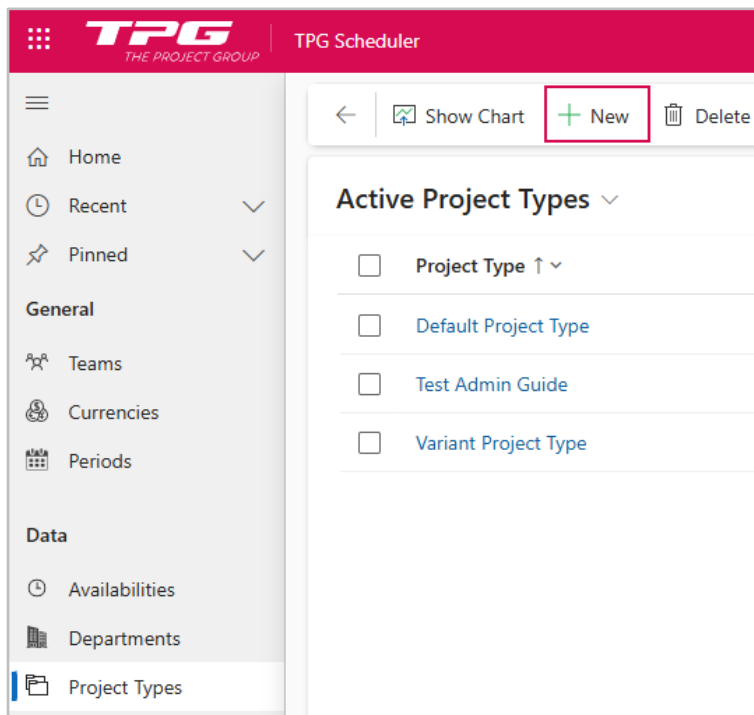 TPG
THE PROJECT GROUP
TPG Scheduler
Home
Recent
Pinned
General
Teams
Currencies
Periods
Data
Availabilities
Departments
Project Types
Show Chart
New
Delete
Active Project Types
Project Type
Default Project Type
Test Admin Guide
Variant Project Type